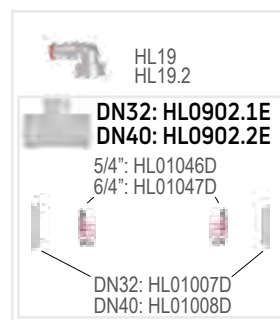 HL19
HL19.2
DN32: HL0902.1E
DN40: HL0902.2E
5/4”: HL01046D
6/4”: HL01047D
DN32: HL01007D
DN40: HL01008D